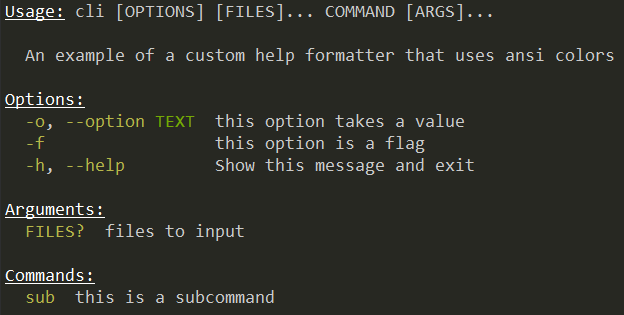 Usage: cli [OPTIONS] [FILES]... COMMAND [ARGS]...
An example of a custom help formatter that uses ansi colors
Options:
-o, --option TEXT  this option takes a value
-f                 this option is a flag
-h, --help         Show this message and exit
Arguments:
FILES?  files to input
Commands:
sub  this is a subcommand